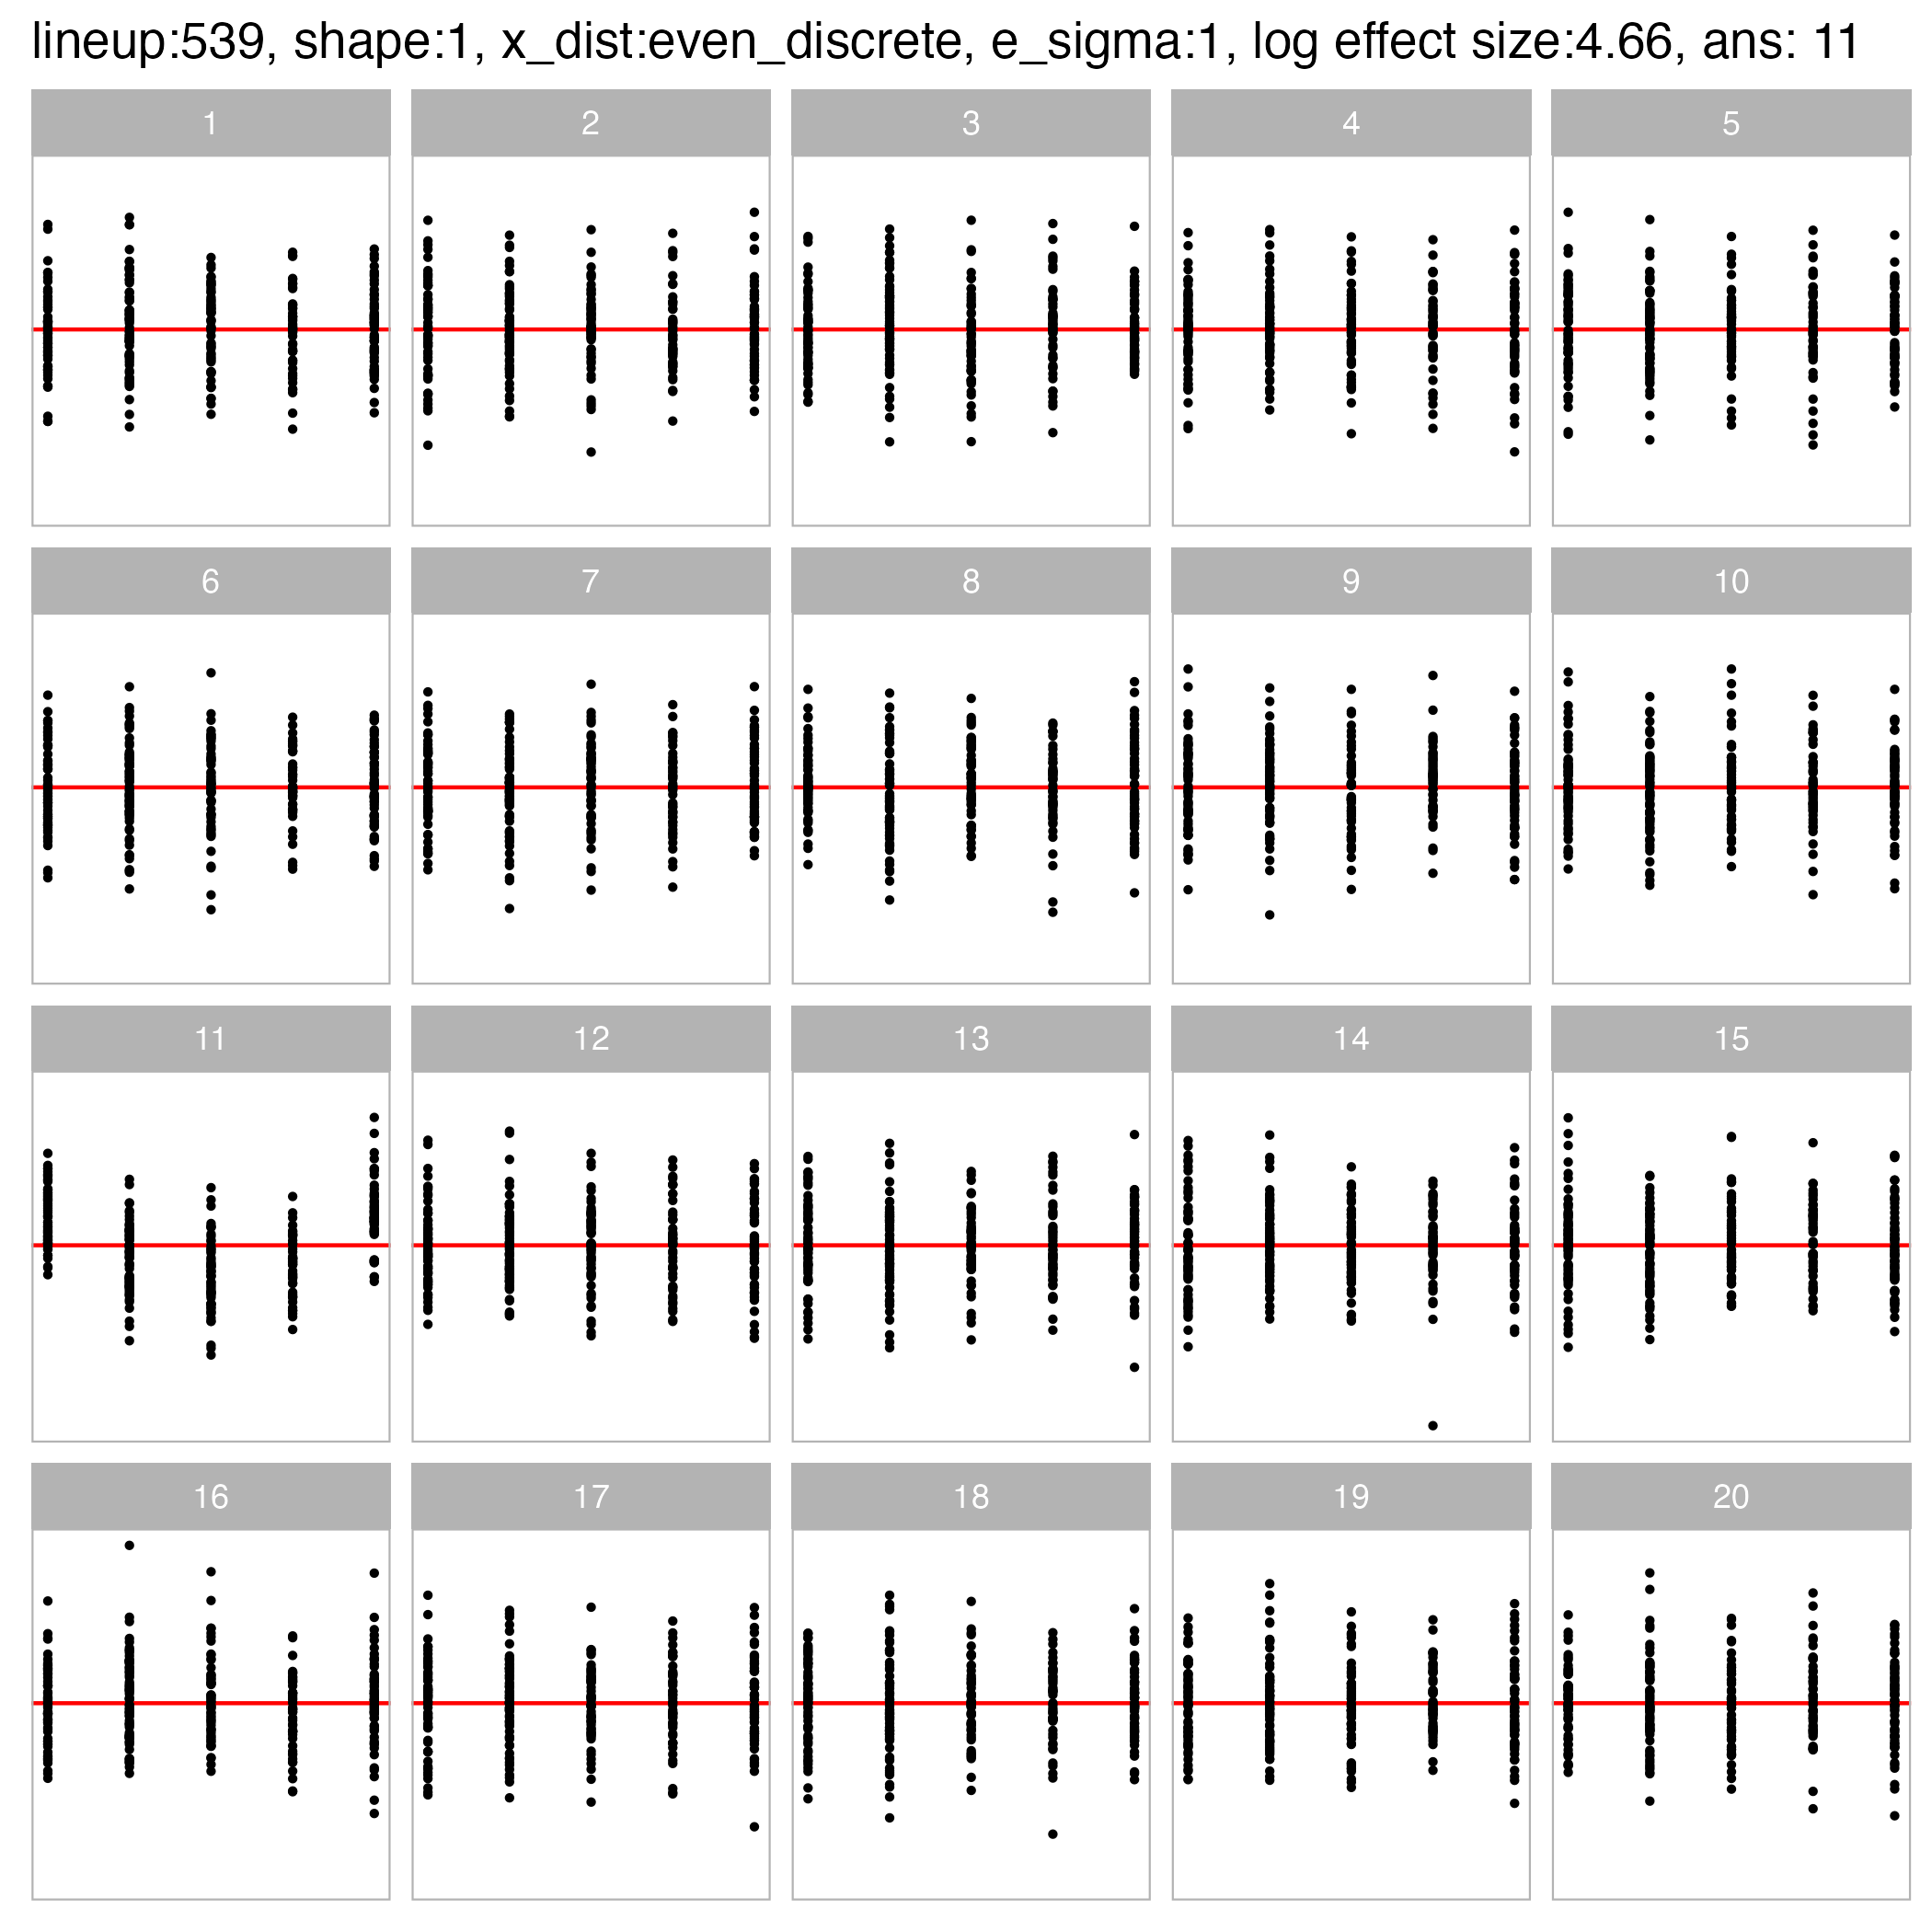 lineup:539, shape:1, x_dist:even_discrete, e_sigma:1, log effect size:4.66, ans: 11
1 2 3 4 5
6 7 8 9 10
11 12 13 14 15
16 17 18 19 20